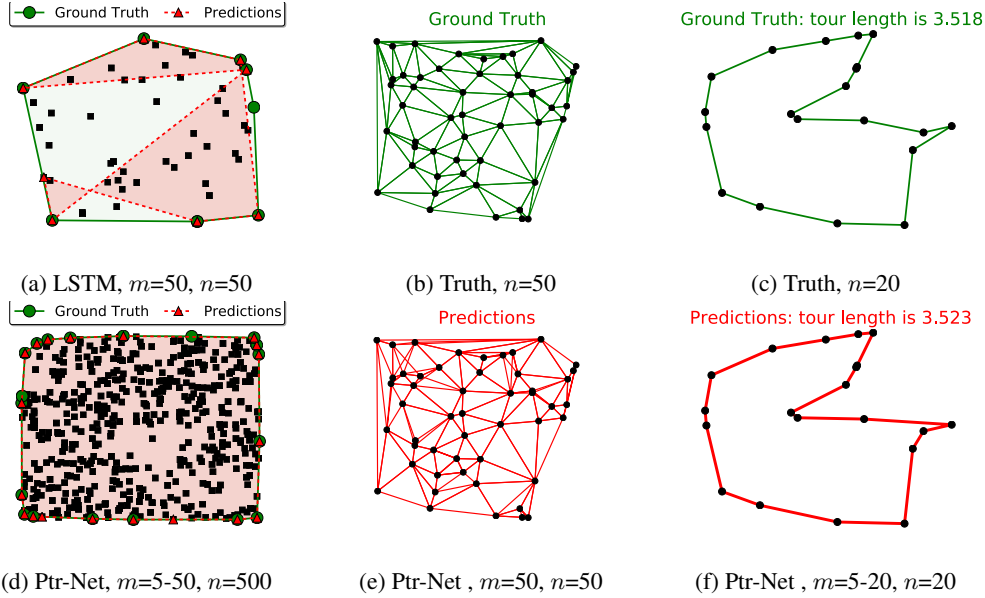 Ground Truth Predictions
Ground Truth
Ground Truth: tour length is 3.518
(a) LSTM, m=50, n=50
(b) Truth, n=50
(c) Truth, n=20
Ground Truth Predictions
Predictions
Predictions: tour length is 3.523
(d) Ptr-Net, m=5-50, n=500
(e) Ptr-Net , m=50, n=50
(f) Ptr-Net , m=5-20, n=20